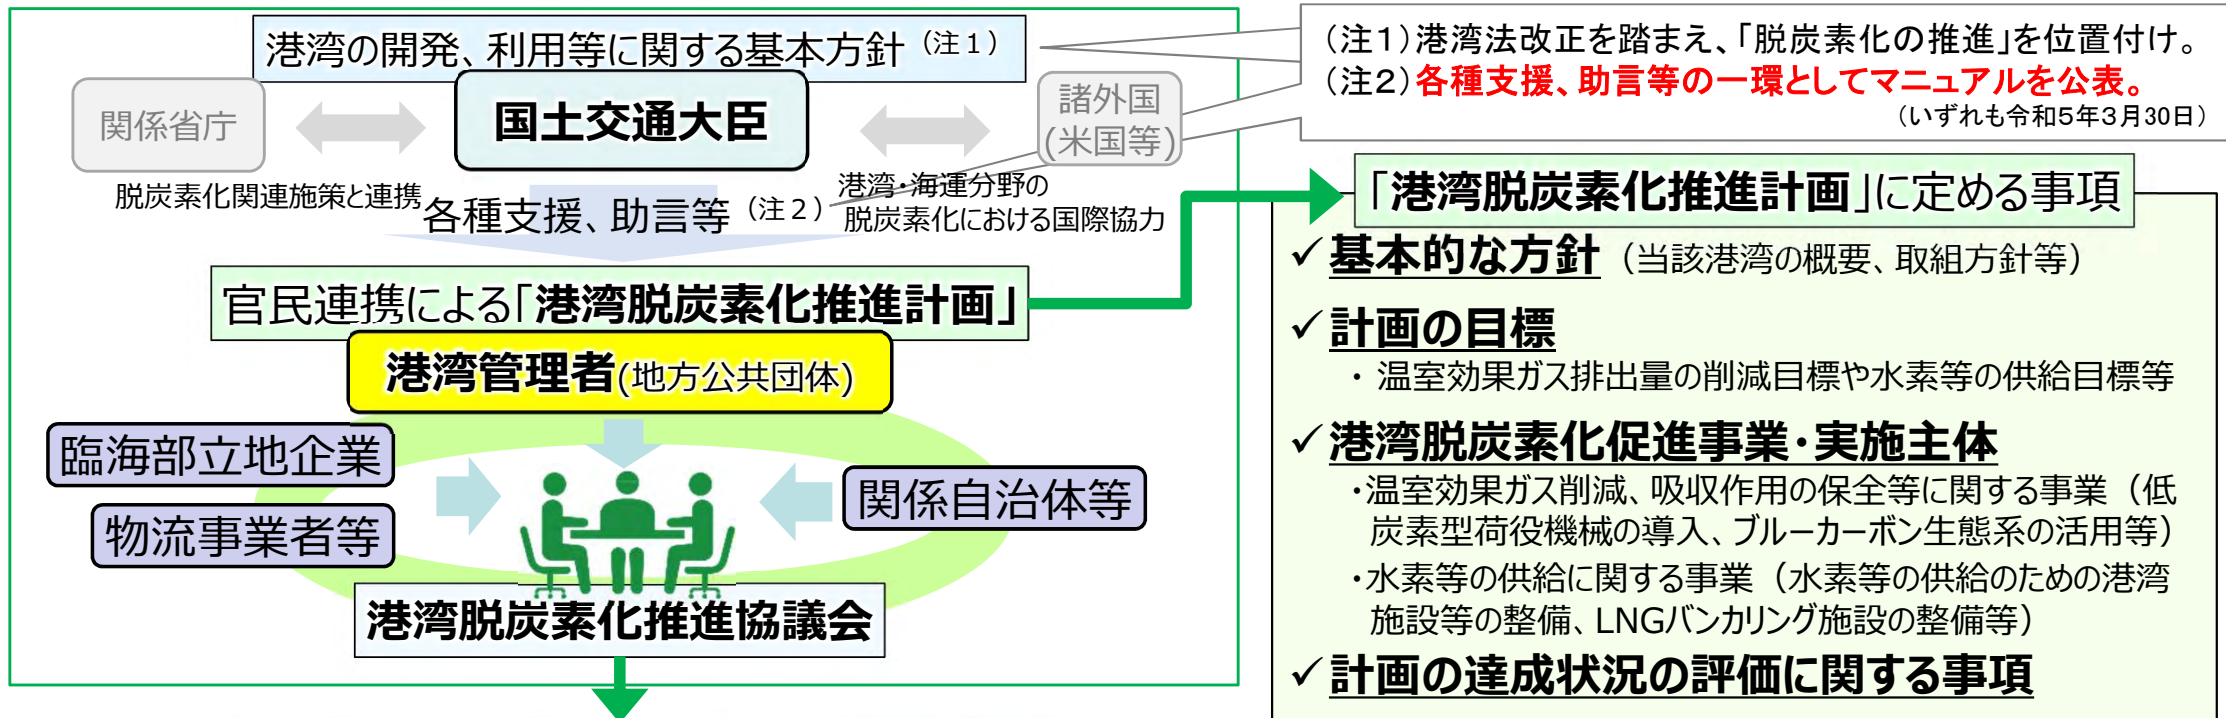 港湾の開発、利用等に関する基本方針（注１）
関係省庁
国土交通大臣
諸外国
(米国等)
脱炭素化関連施策と連携
各種支援、助言等（注２）
港湾・海運分野の
脱炭素化における国際協力
官民連携による「港湾脱炭素化推進計画」
港湾管理者(地方公共団体)
臨海部立地企業
物流事業者等
関係自治体等
港湾脱炭素化推進協議会
（注１）港湾法改正を踏まえ、「脱炭素化の推進」を位置付け。
（注２）各種支援、助言等の一環としてマニュアルを公表。
（いずれも令和５年３月30日）
「港湾脱炭素化推進計画」に定める事項
✓基本的な方針（当該港湾の概要、取組方針等）
✓計画の目標
・温室効果ガス排出量の削減目標や水素等の供給目標等
✓港湾脱炭素化促進事業・実施主体
・温室効果ガス削減、吸収作用の保全等に関する事業（低
炭素型荷役機械の導入、ブルーカーボン生態系の活用等）
・水素等の供給に関する事業（水素等の供給のための港湾
施設等の整備、LNGバンカリング施設の整備等）
✓計画の達成状況の評価に関する事項